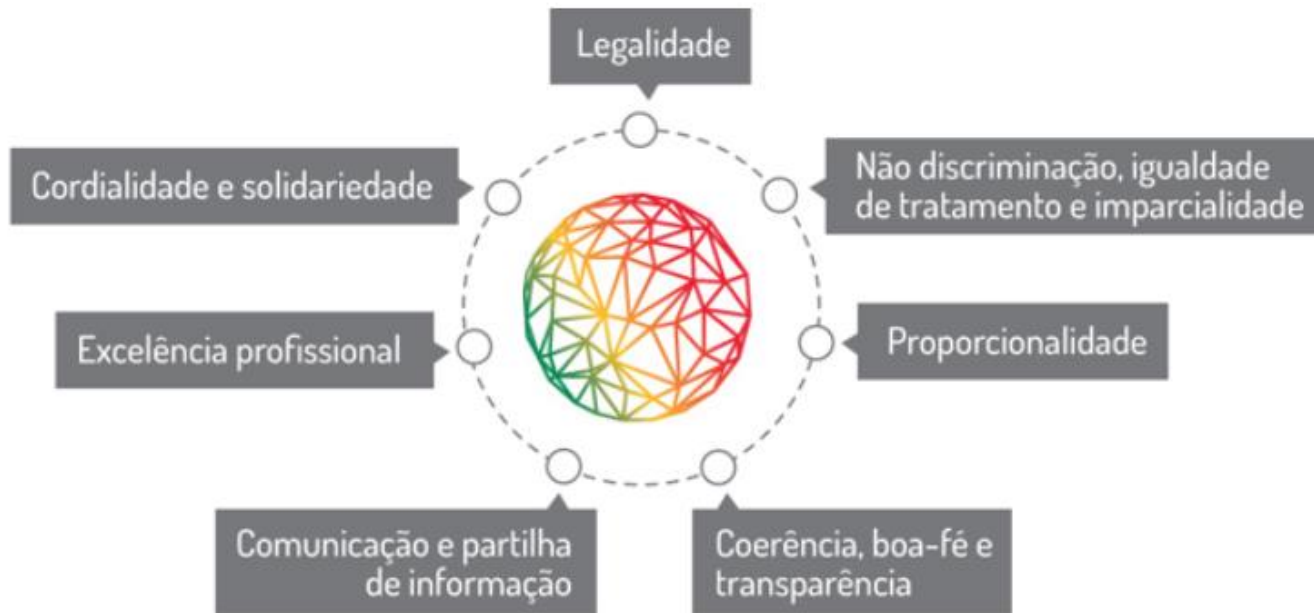 Legalidade
Não discriminação, igualdade
de tratamento e imparcialidade
Proporcionalidade
Coerência, boa-fé e
transparência
Comunicação e partilha
de informação
Excelência profissional
Cordialidade e solidariedade